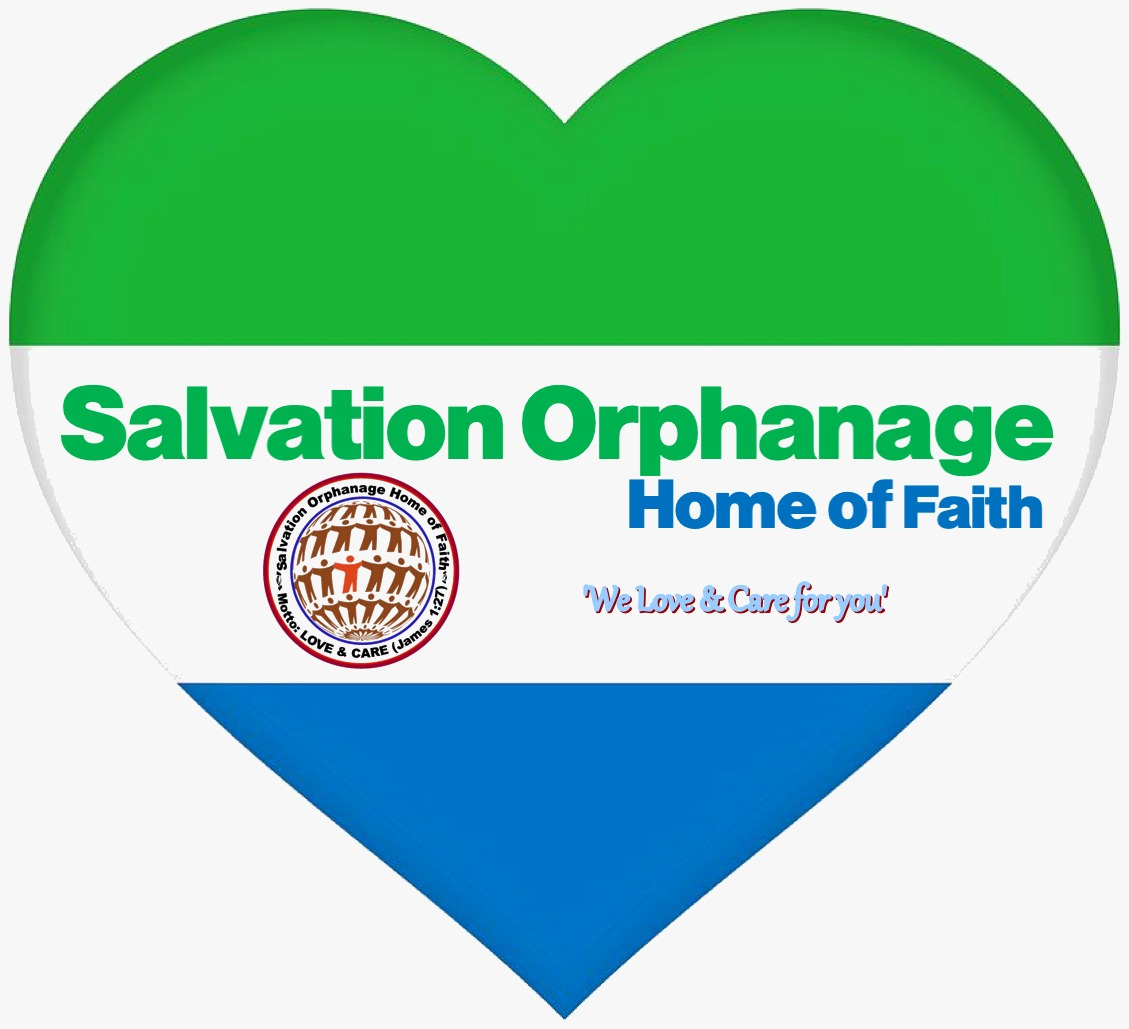 Salvation Orphanage
Home of Faith
Salvation Orphanage Home of Faith
Motto: LOVE & CARE (James 1:27)
'We Love & Care for you'